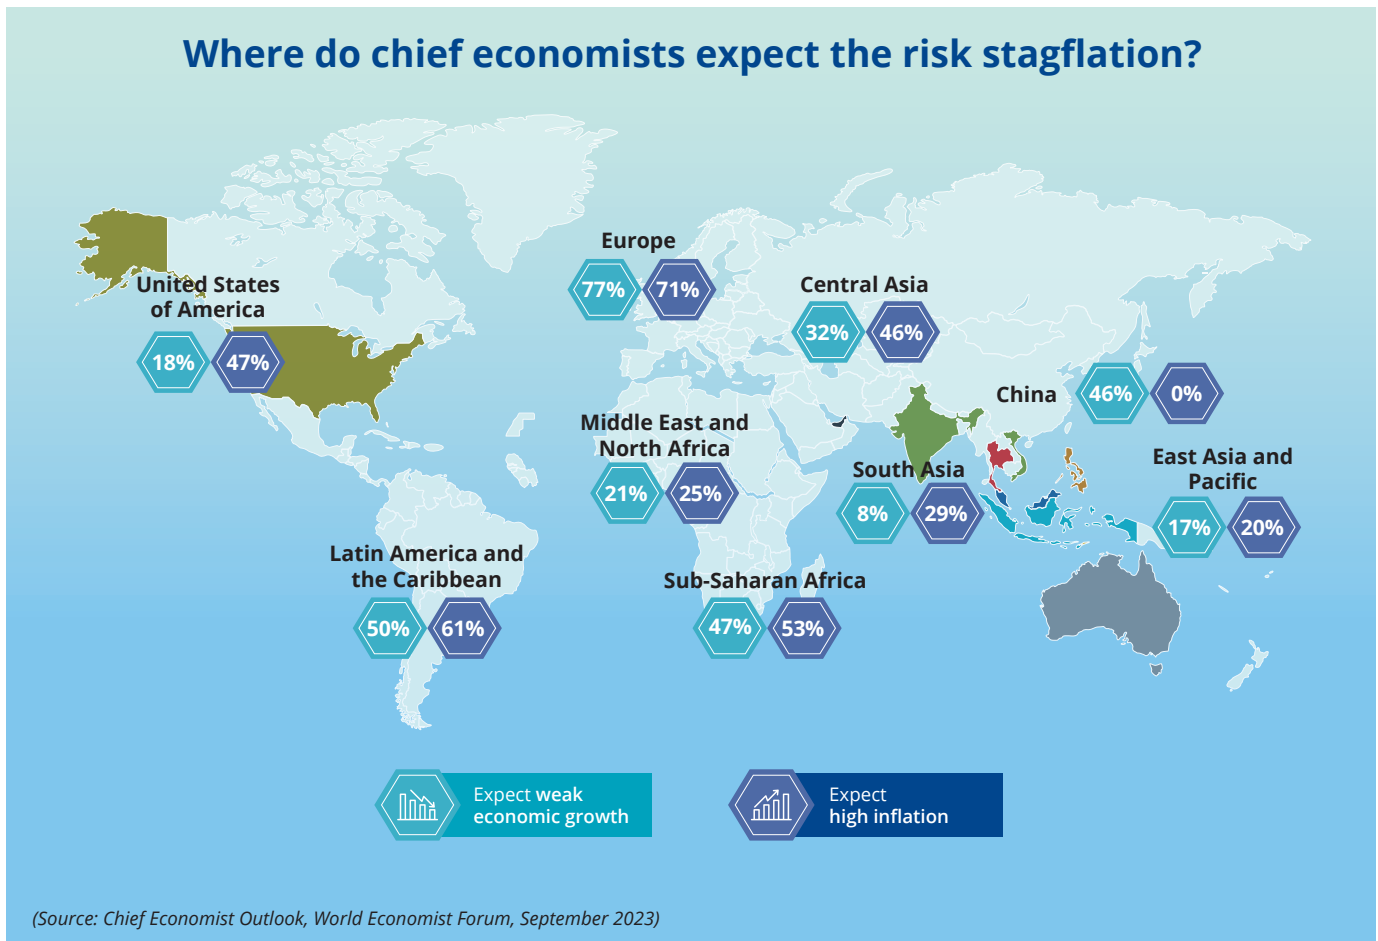 Where do chief economists expect the risk stagflation?
United States
of America
18%
47%
Europe
77%
71%
Central Asia
32%
46%
China
46%
0%
Middle East and
North Africa
21%
25%
South Asia
8%
29%
East Asia and
Pacific
17%
20%
Latin America and
the Caribbean
50%
61%
Sub-Saharan Africa
47%
53%
Expect weak
economic growth
Expect
high inflation
(Source: Chief Economist Outlook, World Economist Forum, September 2023)